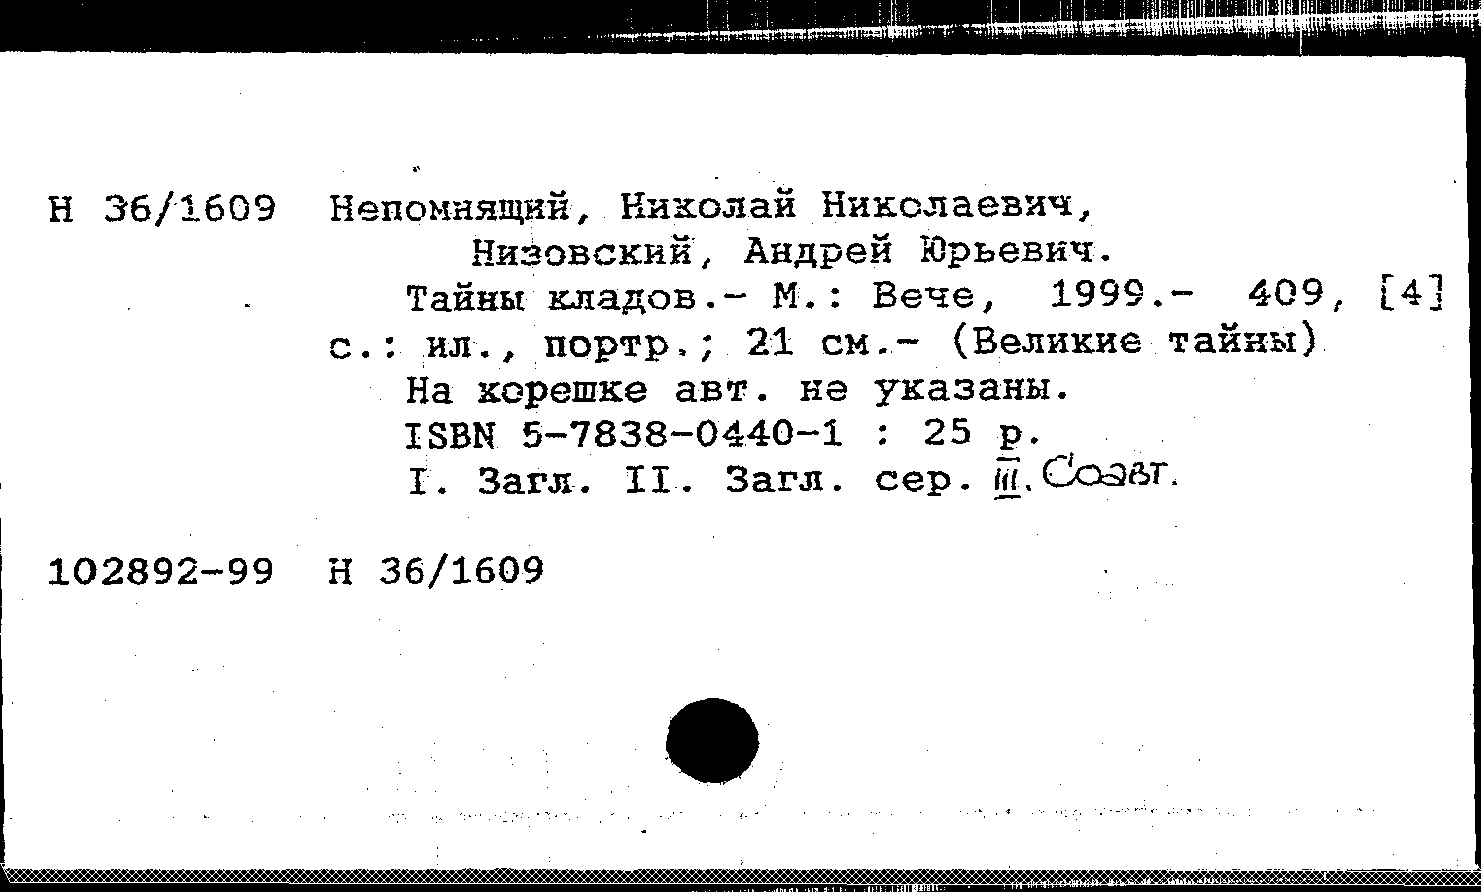 Н 36/1609 Непомнящий, Николай Николаевич,
Низовский, Андрей Юрьевич.
Тайны кладов.- М.: Вече, 1999.- 409, [4]
с.: ил., портр.; 21 см.- (Великие тайны)
На корешке авт. не указаны.
ISBN 5-7838-0440-1 : 25 р.
I. Загл. II. Загл. сер. III. Соавт.
102892-99 Н 36/1609